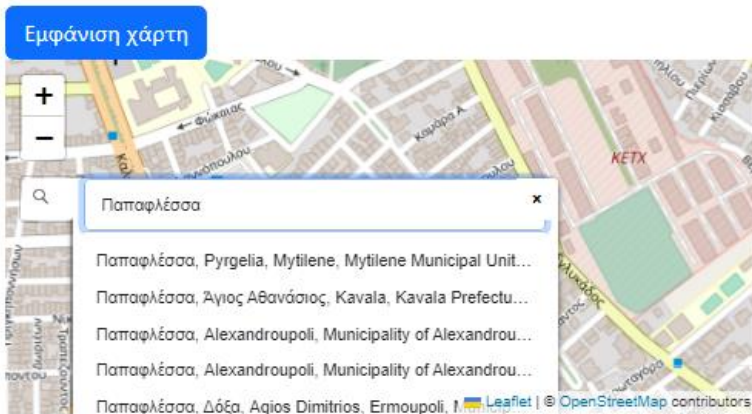 Εμφάνιση χάρτη
+
Φωκαίας
Καμάρα Α.
−
ΚΕΤΧ
Παπαφλέσσα x
Παπαφλέσσα, Pyrgelia, Mytilene, Mytilene Municipal Unit...
Παπαφλέσσα, Άγιος Αθανάσιος, Kavala, Kavala Prefectu...
Παπαφλέσσα, Alexandroupoli, Municipality of Alexandrou...
Παπαφλέσσα, Alexandroupoli, Municipality of Alexandrou...
Τραπεζούντος
Παπαφλέσσα, Δόξα, Agios Dimitrios, Ermoupoli,
Leaflet | © OpenStreetMap contributors